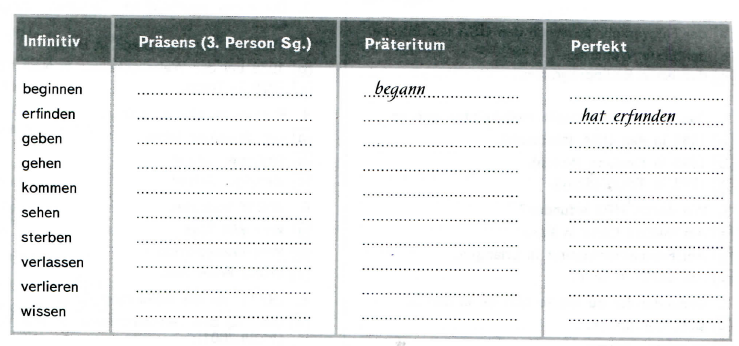 Infinitiv Präsens (3. Person Sg.) Präteritum Perfekt
beginnen .............................. begann .............................. ..............................
erfinden .............................. .............................. hat erfunden ..............................
geben .............................. .............................. ..............................
gehen .............................. .............................. ..............................
kommen .............................. .............................. ..............................
sehen .............................. .............................. ..............................
sterben .............................. .............................. ..............................
verlassen .............................. .............................. ..............................
verlieren .............................. .............................. ..............................
wissen .............................. .............................. ..............................